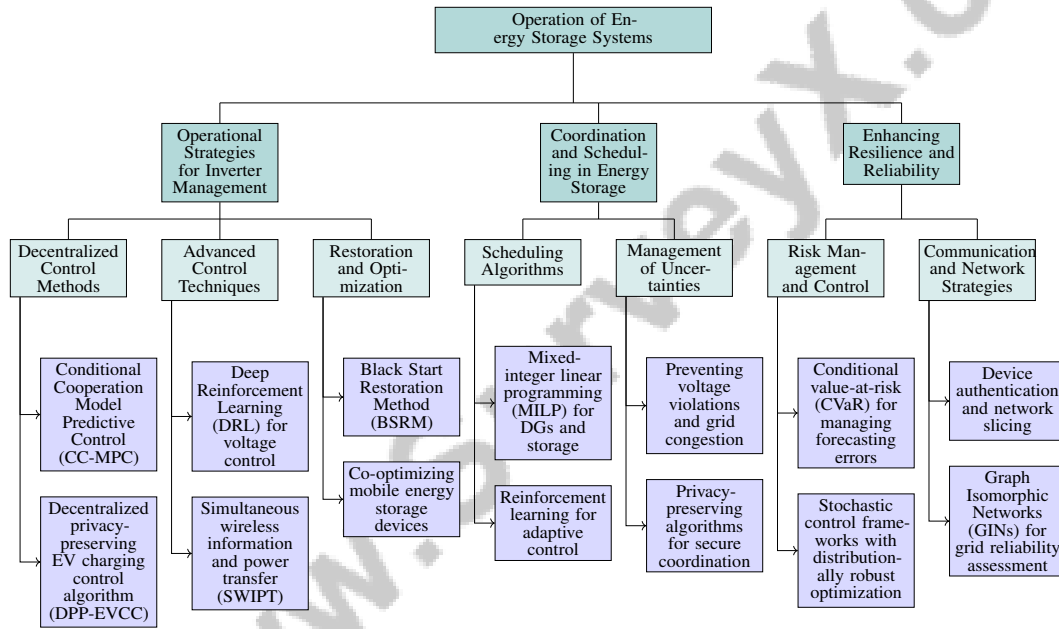 Operation of En-
ergy Storage Systems
Operational
Strategies
for Inverter
Management
Coordination
and Schedul-
ing in Energy
Storage
Enhancing
Resilience and
Reliability
Decentralized
Control
Methods
Advanced
Control
Techniques
Restoration
and Opti-
mization
Scheduling
Algorithms
Management
of Uncer-
tainties
Risk Man-
agement
and Control
Communication
and Network
Strategies
Conditional
Cooperation
Model
Predictive
Control
(CC-MPC)
Deep
Reinforcement
Learning
(DRL) for
voltage
control
Black Start
Restoration
Method
(BSRM)
Mixed-
integer linear
programming
(MILP) for
DGs and
storage
Preventing
voltage
violations
and grid
congestion
Conditional
value-at-risk
(CVaR) for
managing
forecasting
errors
Device
authentication
and network
slicing
Decentralized
privacy-
preserving
EV charging
control
algorithm
(DPP-EVCC)
Simultaneous
wireless
information
and power
transfer
(SWIPT)
Co-optimizing
mobile energy
storage
devices
Reinforcement
learning for
adaptive
control
Privacy-
preserving
algorithms
for secure
coordination
Stochastic
control frame-
works with
distribution-
ally robust
optimization
Graph
Isomorphic
Networks
(GINs) for
grid reliability
assessment